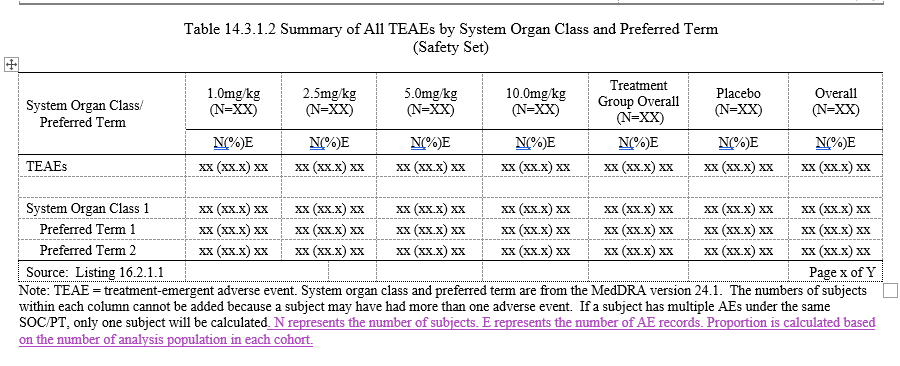 Table 14.3.1.2 Summary of All TEAEs by System Organ Class and Preferred Term
(Safety Set)
System Organ Class/ Preferred Term 1.0mg/kg (N=XX) 2.5mg/kg (N=XX) 5.0mg/kg (N=XX) 10.0mg/kg (N=XX) Treatment Group Overall (N=XX) Placebo (N=XX) Overall (N=XX)
N(%)E N(%)E N(%)E N(%)E N(%)E N(%)E N(%)E
TEAEs xx (xx.x) xx xx (xx.x) xx xx (xx.x) xx xx (xx.x) xx xx (xx.x) xx xx (xx.x) xx xx (xx.x) xx
System Organ Class 1 xx (xx.x) xx xx (xx.x) xx xx (xx.x) xx xx (xx.x) xx xx (xx.x) xx xx (xx.x) xx xx (xx.x) xx
Preferred Term 1 xx (xx.x) xx xx (xx.x) xx xx (xx.x) xx xx (xx.x) xx xx (xx.x) xx xx (xx.x) xx xx (xx.x) xx
Preferred Term 2 xx (xx.x) xx xx (xx.x) xx xx (xx.x) xx xx (xx.x) xx xx (xx.x) xx xx (xx.x) xx xx (xx.x) xx
Source: Listing 16.2.1.1 Page x of Y
Note: TEAE = treatment-emergent adverse event. System organ class and preferred term are from the MedDRA version 24.1. The numbers of subjects
within each column cannot be added because a subject may have had more than one adverse event. If a subject has multiple AEs under the same
SOC/PT, only one subject will be calculated. N represents the number of subjects. E represents the number of AE records. Proportion is calculated based
on the number of analysis population in each cohort.